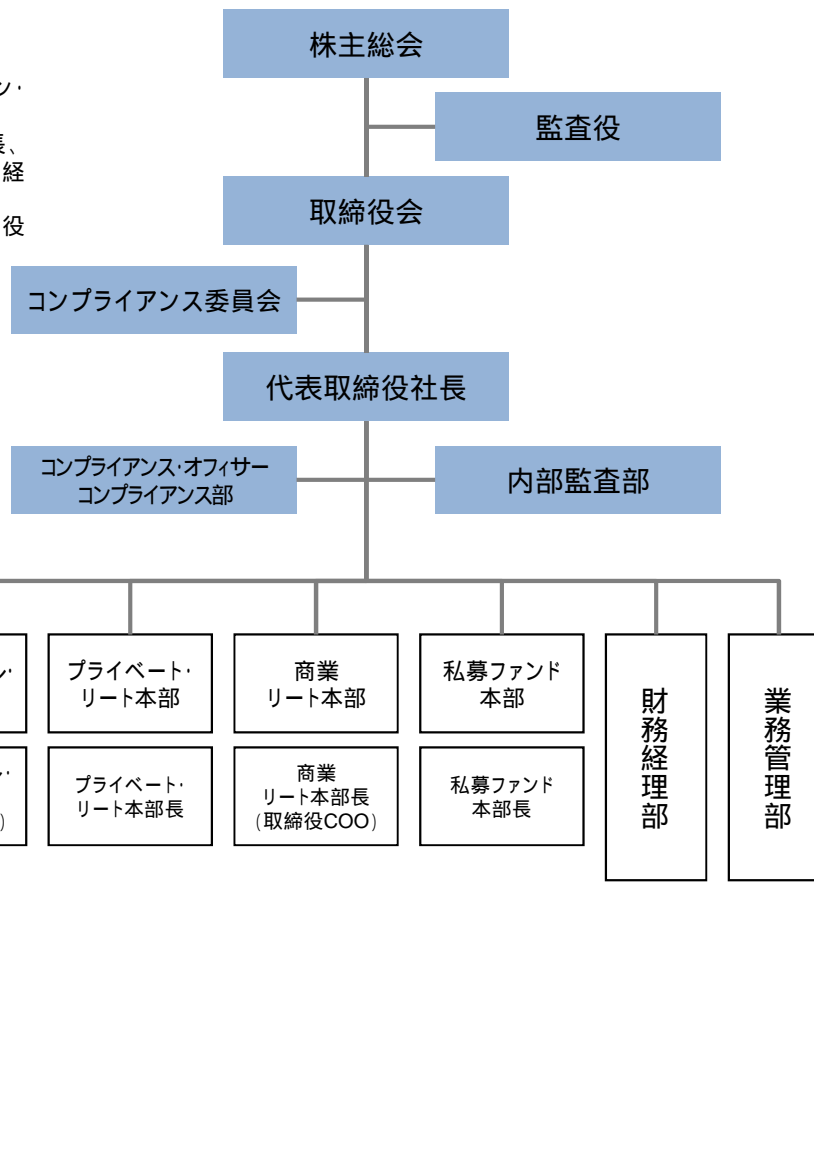 株主総会
ン・
監査役
長、
経
取締役会
役
コンプライアンス委員会
代表取締役社長
コンプライアンス・オフィサー
コンプライアンス部
内部監査部
プライベート・
リート本部
商業
リート本部
私募ファンド
本部
財務経理部
業務管理部
プライベート・
リート本部長
商業
リート本部長
(取締役COO)
私募ファンド
本部長
)